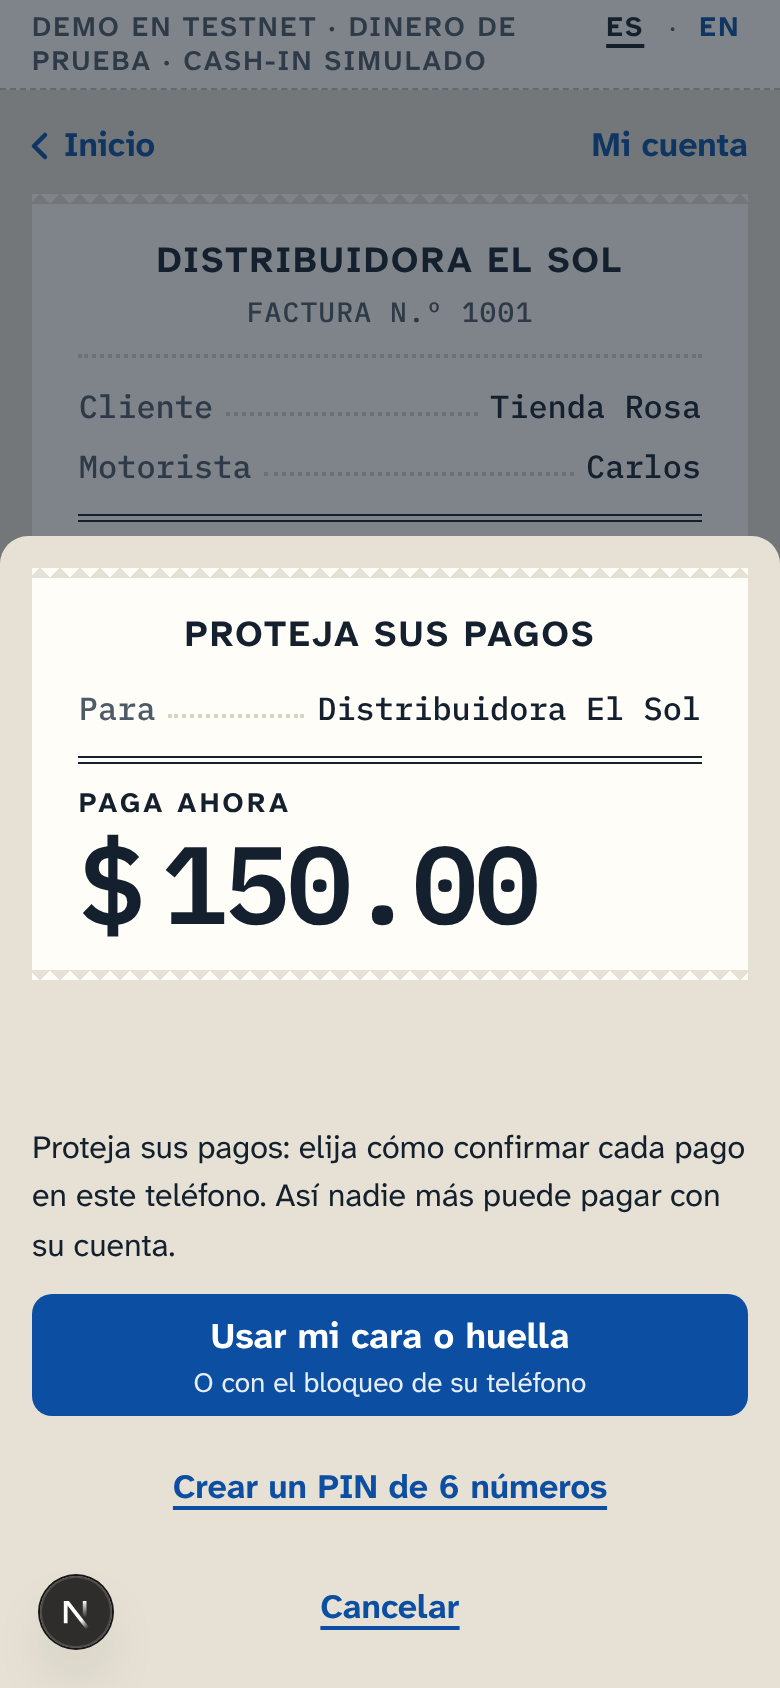 DEMO EN TESTNET · DINERO DE
PRUEBA · CASH-IN SIMULADO
ES · EN
Inicio
Mi cuenta
DISTRIBUIDORA EL SOL
FACTURA N.º 1001
Cliente Tienda Rosa
Motorista Carlos
PROTEJA SUS PAGOS
Para Distribuidora El Sol
PAGA AHORA
$150.00
Proteja sus pagos: elija cómo confirmar cada pago
en este teléfono. Así nadie más puede pagar con
su cuenta.
Usar mi cara o huella
O con el bloqueo de su teléfono
Crear un PIN de 6 números
Cancelar
N